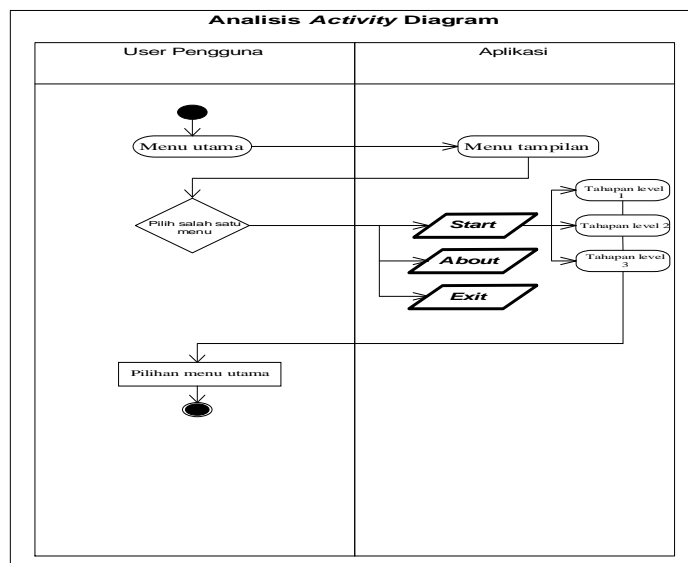 Analisis Activity Diagram
User Pengguna
Aplikasi
Menu utama
Menu tampilan
Pilih salah satu
menu
Start
About
Exit
Tahapan level
1
Tahapan level 2
Tahapan level
3
Pilihan menu utama